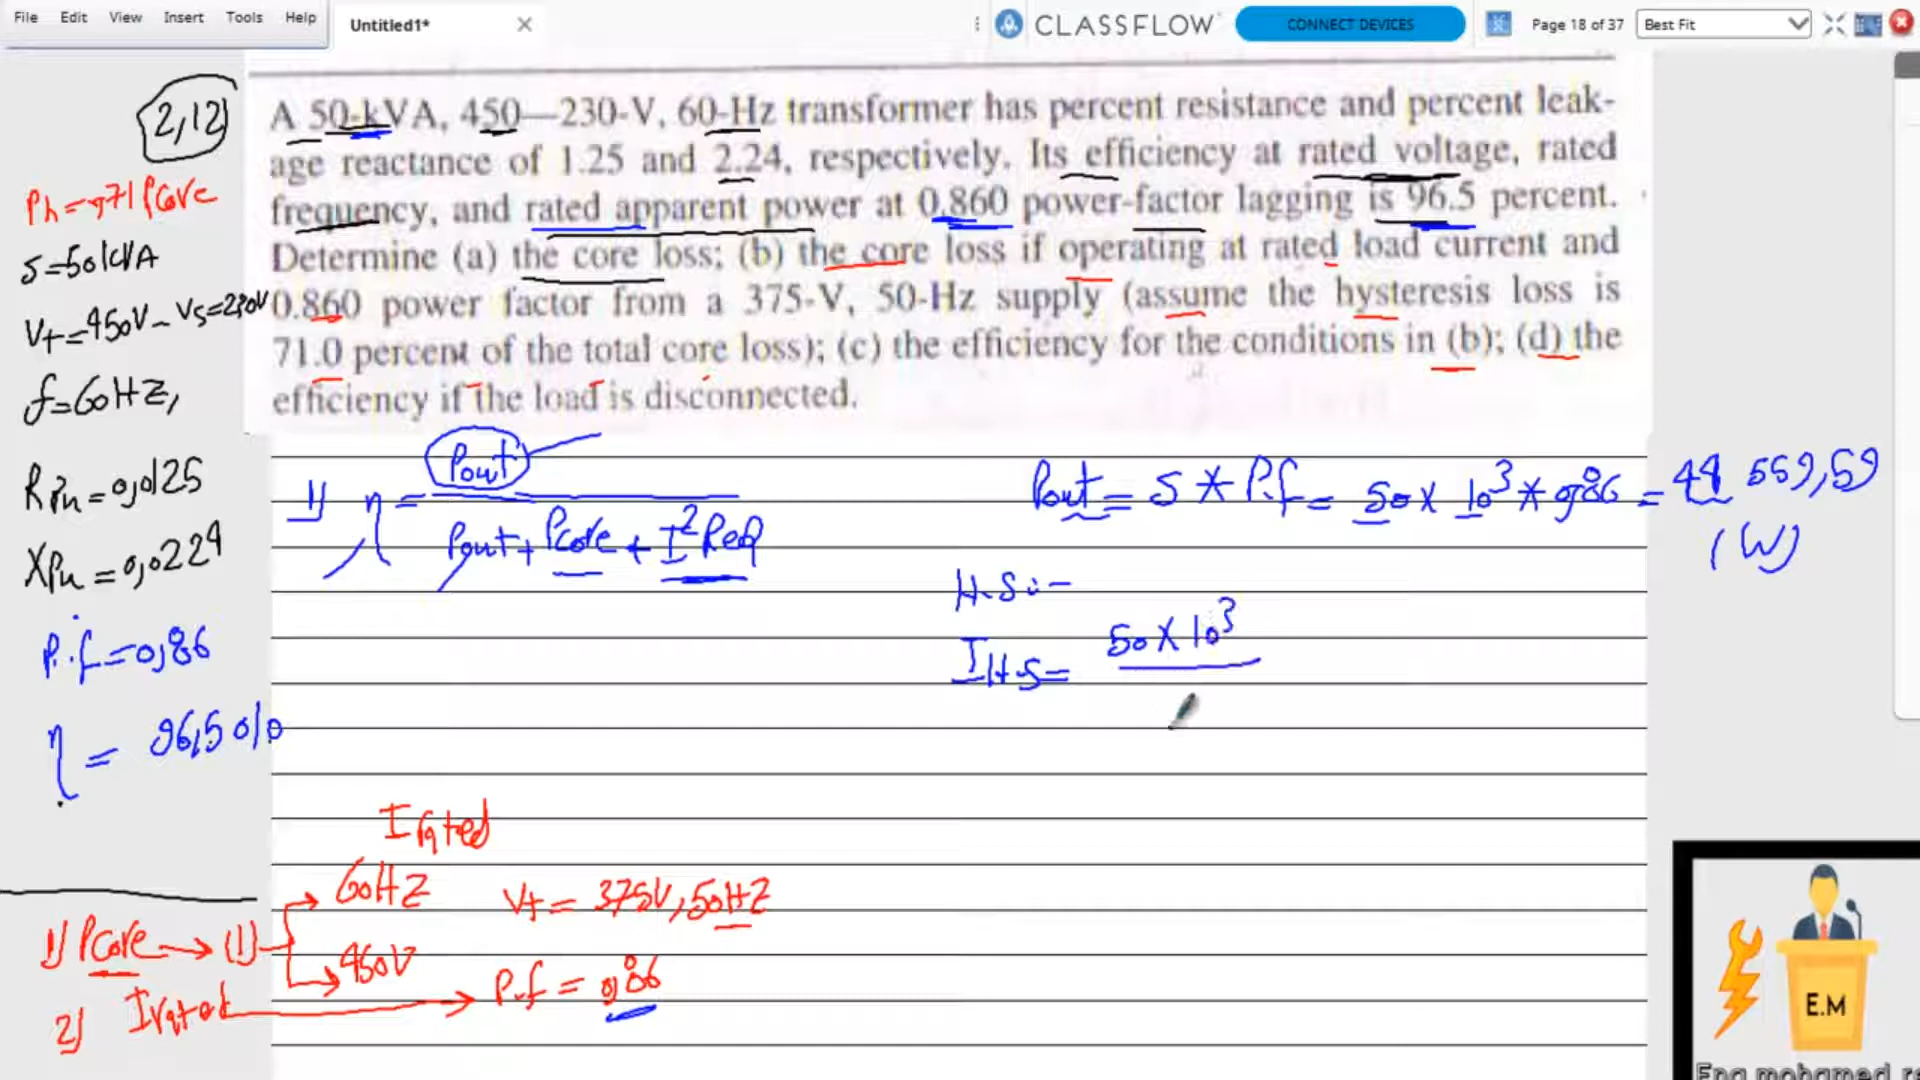 File Edit View Insert Tools Help
Untitled1*
CLASSFLOW
CONNECT DEVICES
Page 18 of 37
Best Fit
2,12
A 50-kVA, 450—230-V, 60-Hz transformer has percent resistance and percent leak-
age reactance of 1.25 and 2.24, respectively. Its efficiency at rated voltage, rated
frequency, and rated apparent power at 0.860 power-factor lagging is 96.5 percent.
Determine (a) the core loss; (b) the core loss if operating at rated load current and
0.860 power factor from a 375-V, 50-Hz supply (assume the hysteresis loss is
71.0 percent of the total core loss); (c) the efficiency for the conditions in (b); (d) the
efficiency if the load is disconnected.
Ph=0,71 Pcore
S=50kVA
Vt=450V-Vs=230V
f=60HZ,
RPu=0,0125
XPu=0,0224
P.f=0,86
η= 96,5 0/0
1) η= Pout
Pout + Pcore + I²Req
Pout = S * P.f = 50 x 10³ * 0,86 = 44 559,59
(W)
H.S:-
IH.S= 50 x 10³
Irated
60HZ
Vt = 375V, 50HZ
1) Pcore → (1)
450V
P.f = 0,86
2) Irated
E.M